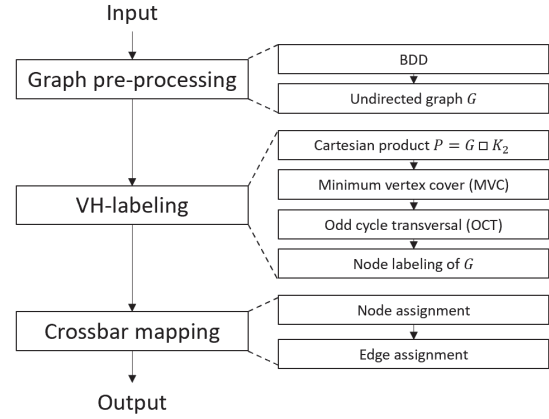 Input
Graph pre-processing
BDD
Undirected graph G
VH-labeling
Cartesian product P = G □ K₂
Minimum vertex cover (MVC)
Odd cycle transversal (OCT)
Node labeling of G
Crossbar mapping
Node assignment
Edge assignment
Output